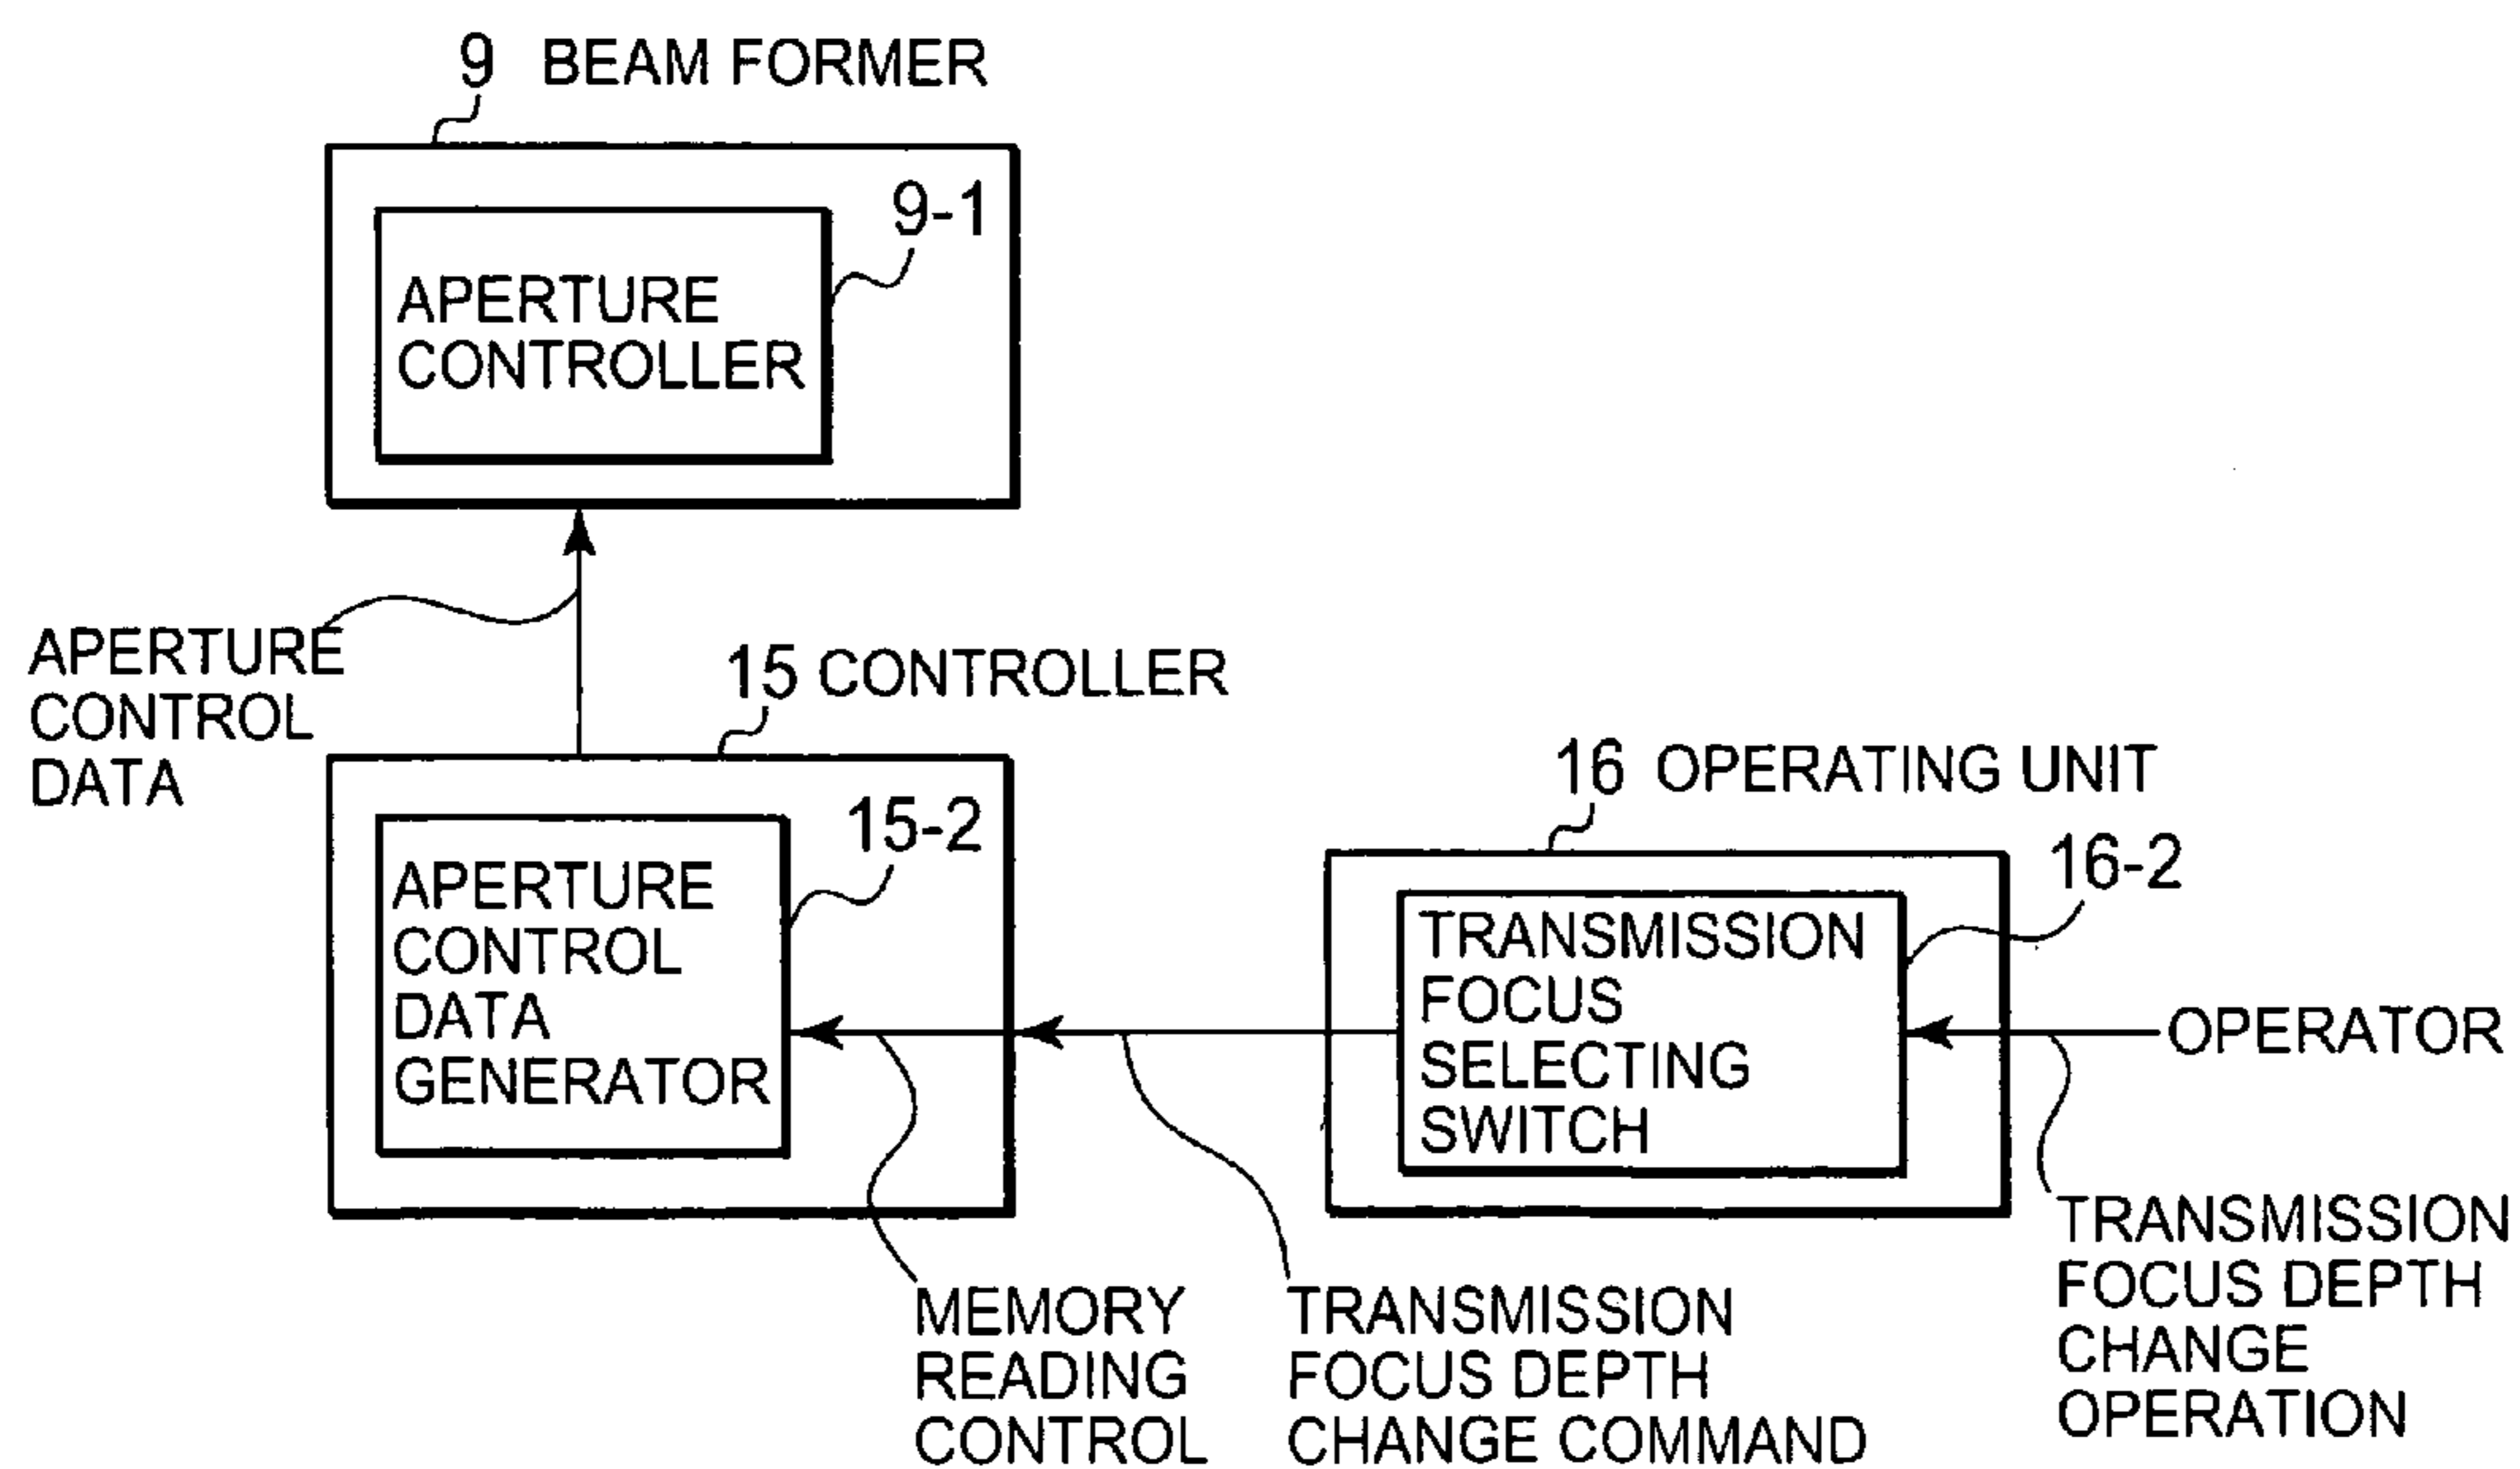 9 BEAM FORMER
9-1
APERTURE
CONTROLLER
APERTURE
CONTROL
DATA
15 CONTROLLER
15-2
APERTURE
CONTROL
DATA
GENERATOR
16 OPERATING UNIT
16-2
TRANSMISSION
FOCUS
SELECTING
SWITCH
OPERATOR
MEMORY
READING
CONTROL
TRANSMISSION
FOCUS DEPTH
CHANGE COMMAND
TRANSMISSION
FOCUS DEPTH
CHANGE
OPERATION